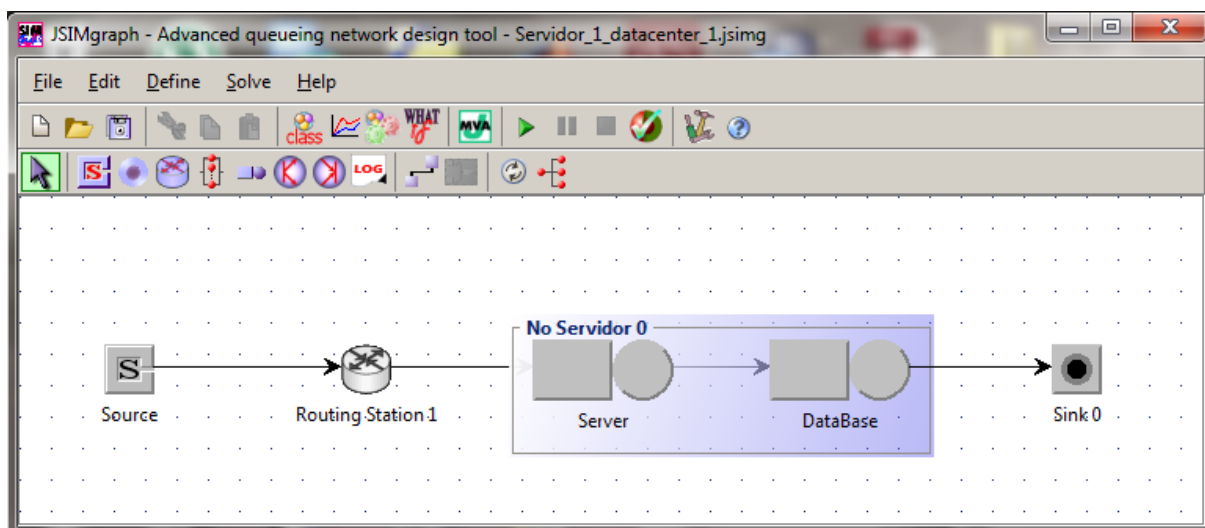 JSIMgraph - Advanced queueing network design tool - Servidor_1_datacenter_1.jsimg
File Edit Define Solve Help
class WHAT if MVA
S LOG
No Servidor 0
S
Source Routing Station 1 Server DataBase Sink 0